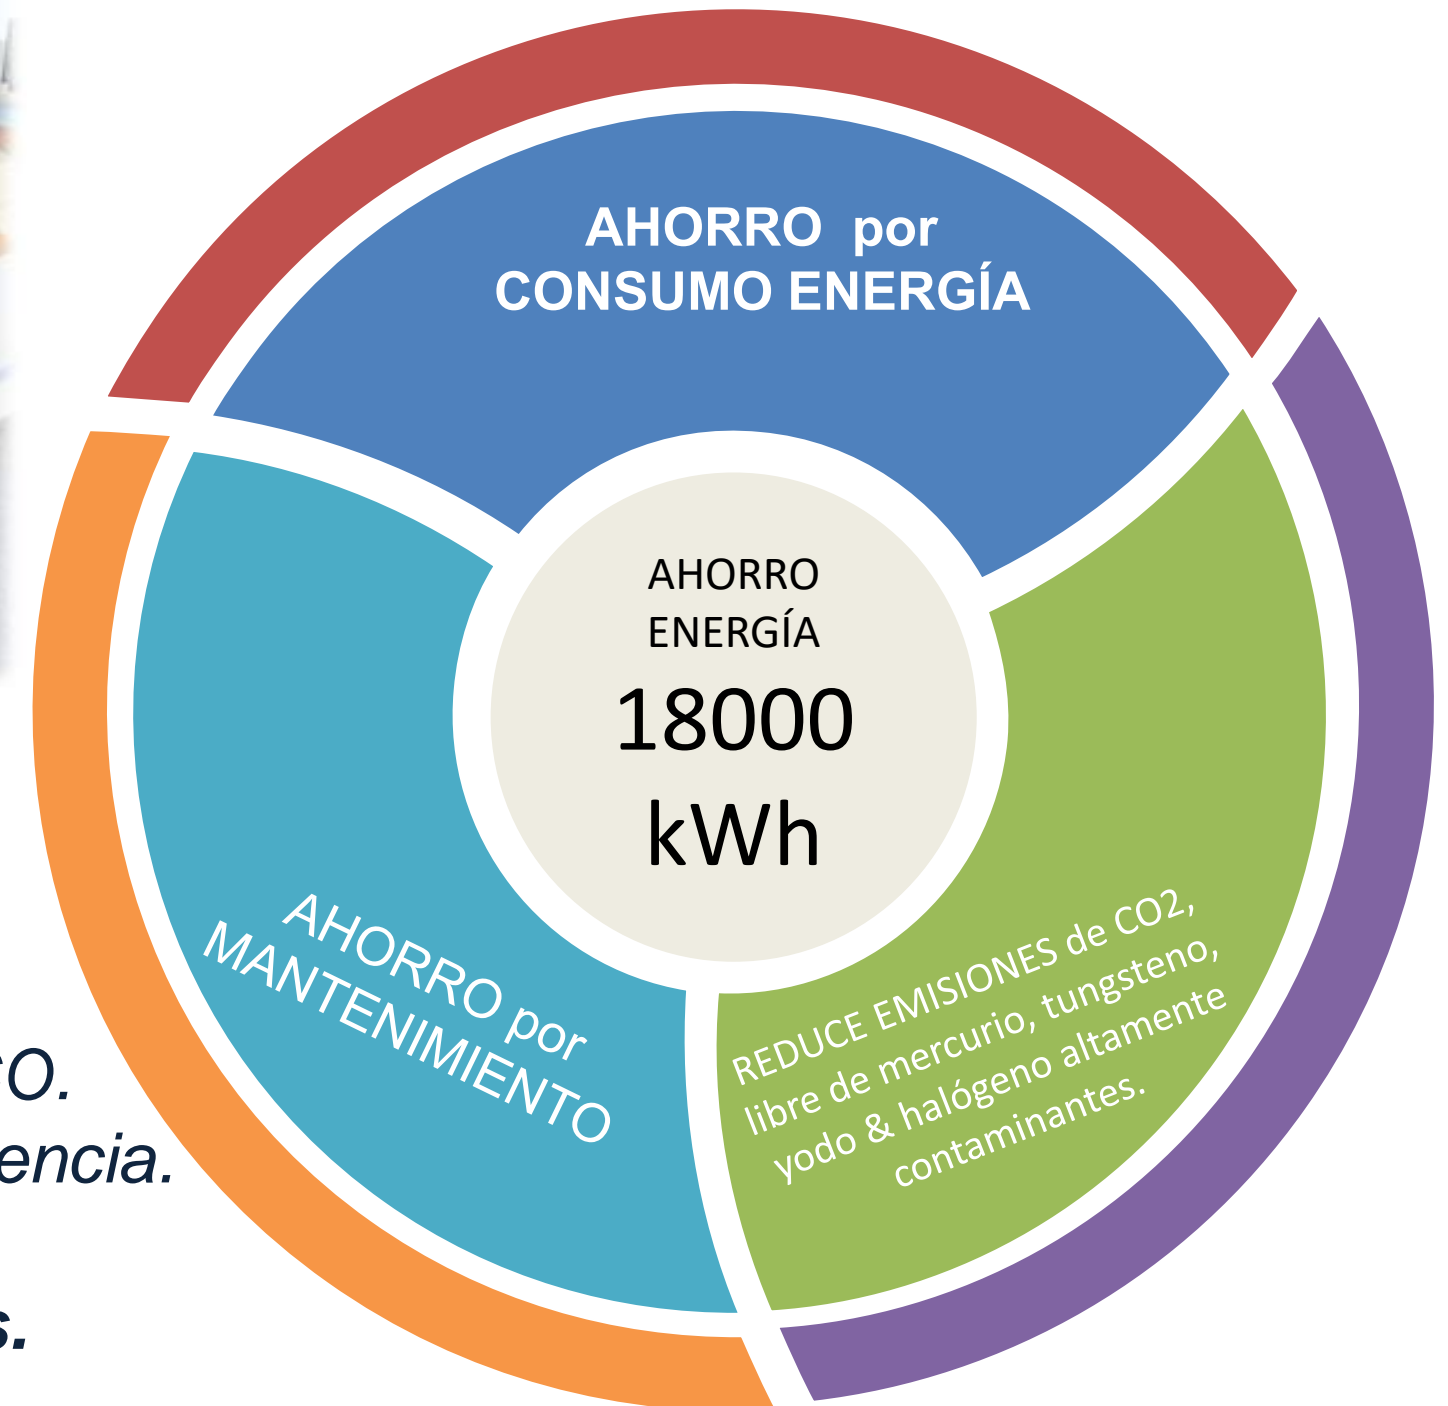 AHORRO por
CONSUMO ENERGÍA
AHORRO
ENERGÍA
18000
kWh
AHORRO por
MANTENIMIENTO
REDUCE EMISIONES de CO2,
libre de mercurio, tungsteno,
yodo & halógeno altamente
contaminantes.